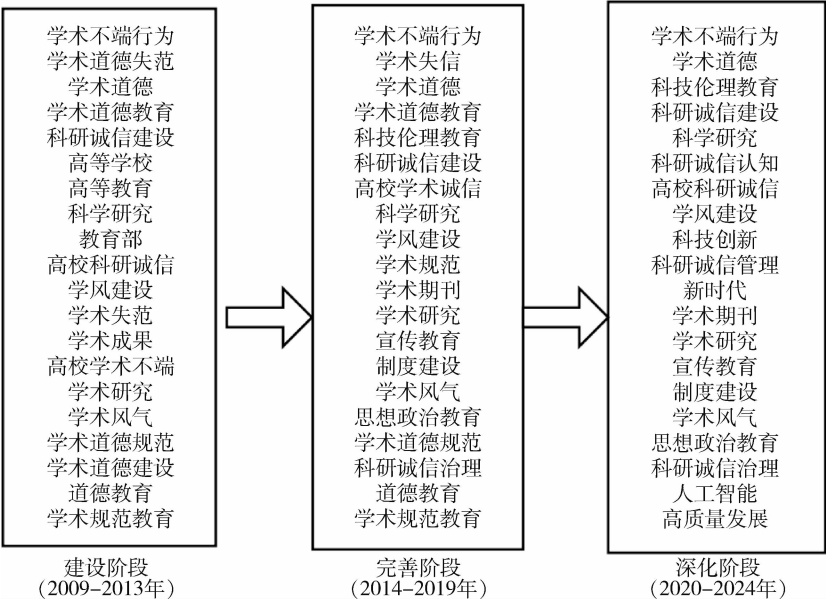 学术不端行为
学术道德失范
学术道德
学术道德教育
科研诚信建设
高等学校
高等教育
科学研究
教育部
高校科研诚信
学风建设
学术失范
学术成果
高校学术不端
学术研究
学术风气
学术道德规范
学术道德建设
道德教育
学术规范教育
建设阶段
(2009-2013年)
学术不端行为
学术失信
学术道德
学术道德教育
科技伦理教育
科研诚信建设
高校学术诚信
科学研究
学风建设
学术规范
学术期刊
学术研究
宣传教育
制度建设
学术风气
思想政治教育
学术道德规范
科研诚信治理
道德教育
学术规范教育
完善阶段
(2014-2019年)
学术不端行为
学术道德
科技伦理教育
科研诚信建设
科学研究
科研诚信认知
高校科研诚信
学风建设
科技创新
科研诚信管理
新时代
学术期刊
学术研究
宣传教育
制度建设
学术风气
思想政治教育
科研诚信治理
人工智能
高质量发展
深化阶段
(2020-2024年)